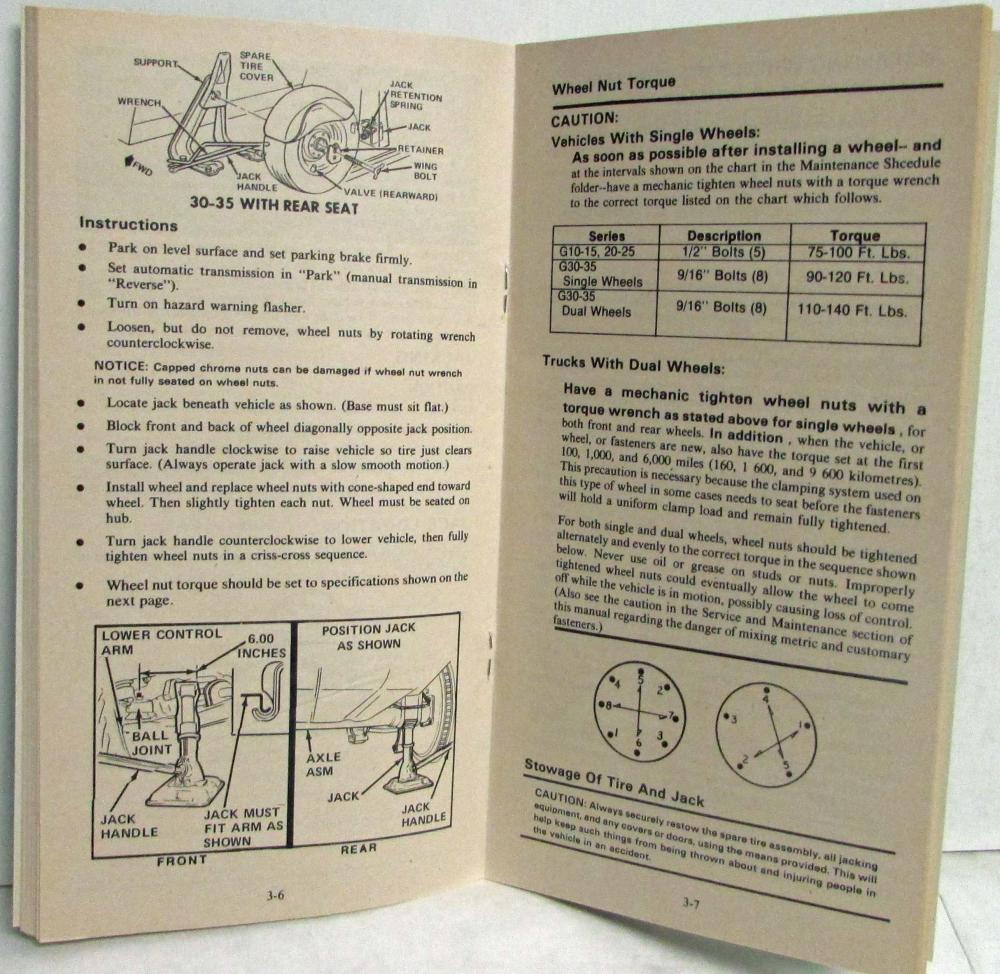 SUPPORT
SPARE
TIRE
COVER
JACK
RETENTION
SPRING
WRENCH
JACK
RETAINER
WING
BOLT
FWD
JACK
HANDLE
VALVE (REARWARD)
30-35 WITH REAR SEAT
Instructions
● Park on level surface and set parking brake firmly.
● Set automatic transmission in "Park" (manual transmission in
"Reverse").
● Turn on hazard warning flasher.
● Loosen, but do not remove, wheel nuts by rotating wrench
counterclockwise.
NOTICE: Capped chrome nuts can be damaged if wheel nut wrench
in not fully seated on wheel nuts.
● Locate jack beneath vehicle as shown. (Base must sit flat.)
● Block front and back of wheel diagonally opposite jack position.
● Turn jack handle clockwise to raise vehicle so tire just clears
surface. (Always operate jack with a slow smooth motion.)
● Install wheel and replace wheel nuts with cone-shaped end toward
wheel. Then slightly tighten each nut. Wheel must be seated on
hub.
● Turn jack handle counterclockwise to lower vehicle, then fully
tighten wheel nuts in a criss-cross sequence.
● Wheel nut torque should be set to specifications shown on the
next page.
LOWER CONTROL
ARM
6.00
INCHES
BALL
JOINT
JACK
HANDLE
JACK MUST
FIT ARM AS
SHOWN
FRONT
POSITION JACK
AS SHOWN
AXLE
ASM
JACK
JACK
HANDLE
REAR
3-6
Wheel Nut Torque
CAUTION:
Vehicles With Single Wheels:
As soon as possible after installing a wheel-- and
at the intervals shown on the chart in the Maintenance Shcedule
folder--have a mechanic tighten wheel nuts with a torque wrench
to the correct torque listed on the chart which follows.
Series Description Torque
G10-15, 20-25 1/2" Bolts (5) 75-100 Ft. Lbs.
G30-35
Single Wheels 9/16" Bolts (8) 90-120 Ft. Lbs.
G30-35
Dual Wheels 9/16" Bolts (8) 110-140 Ft. Lbs.
Trucks With Dual Wheels:
Have a mechanic tighten wheel nuts with a
torque wrench as stated above for single wheels , for
both front and rear wheels. In addition , when the vehicle, or
wheel, or fasteners are new, also have the torque set at the first
100, 1,000, and 6,000 miles (160, 1 600, and 9 600 kilometres).
This precaution is necessary because the clamping system used on
this type of wheel in some cases needs to seat before the fasteners
will hold a uniform clamp load and remain fully tightened.
For both single and dual wheels, wheel nuts should be tightened
alternately and evenly to the correct torque in the sequence shown
below. Never use oil or grease on studs or nuts. Improperly
tightened wheel nuts could eventually allow the wheel to come
off while the vehicle is in motion, possibly causing loss of control.
(Also see the caution in the Service and Maintenance section of
this manual regarding the danger of mixing metric and customary
fasteners.)
5
4 2
8 7
1 3
6
4
3 1
2 5
Stowage Of Tire And Jack
CAUTION: Always securely restow the spare tire assembly, all jacking
equipment, and any covers or doors, using the means provided. This will
help keep such things from being thrown about and injuring people in
the vehicle in an accident.
3-7